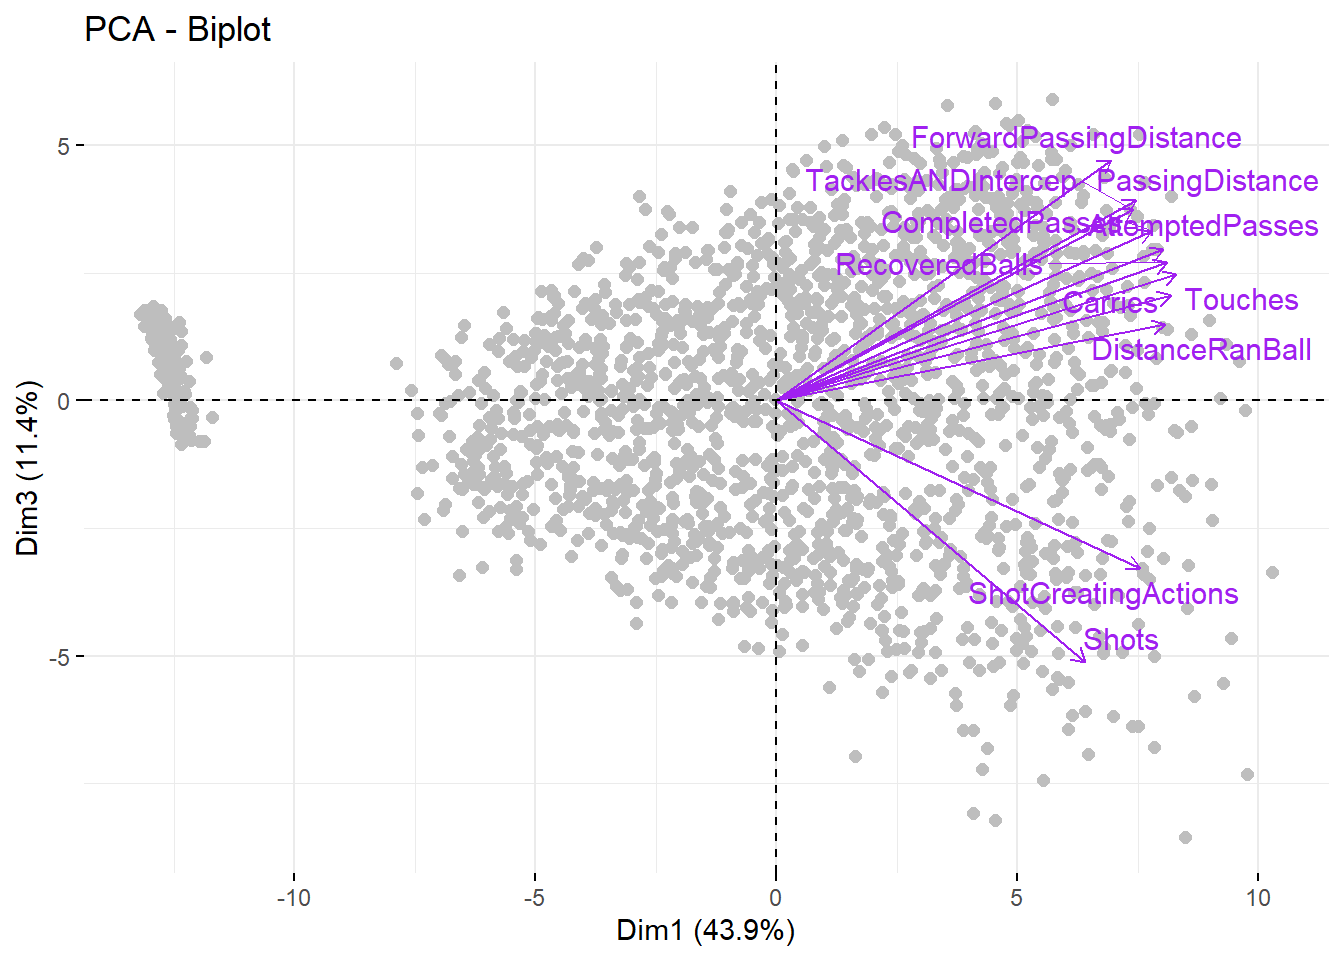 PCA - Biplot
ForwardPassingDistance
TacklesANDIntercep
PassingDistance
CompletedPasses
AttemptedPasses
RecoveredBalls
Carries
Touches
DistanceRanBall
ShotCreatingActions
Shots
5
0
-5
Dim3 (11.4%)
-10
-5
0
5
10
Dim1 (43.9%)